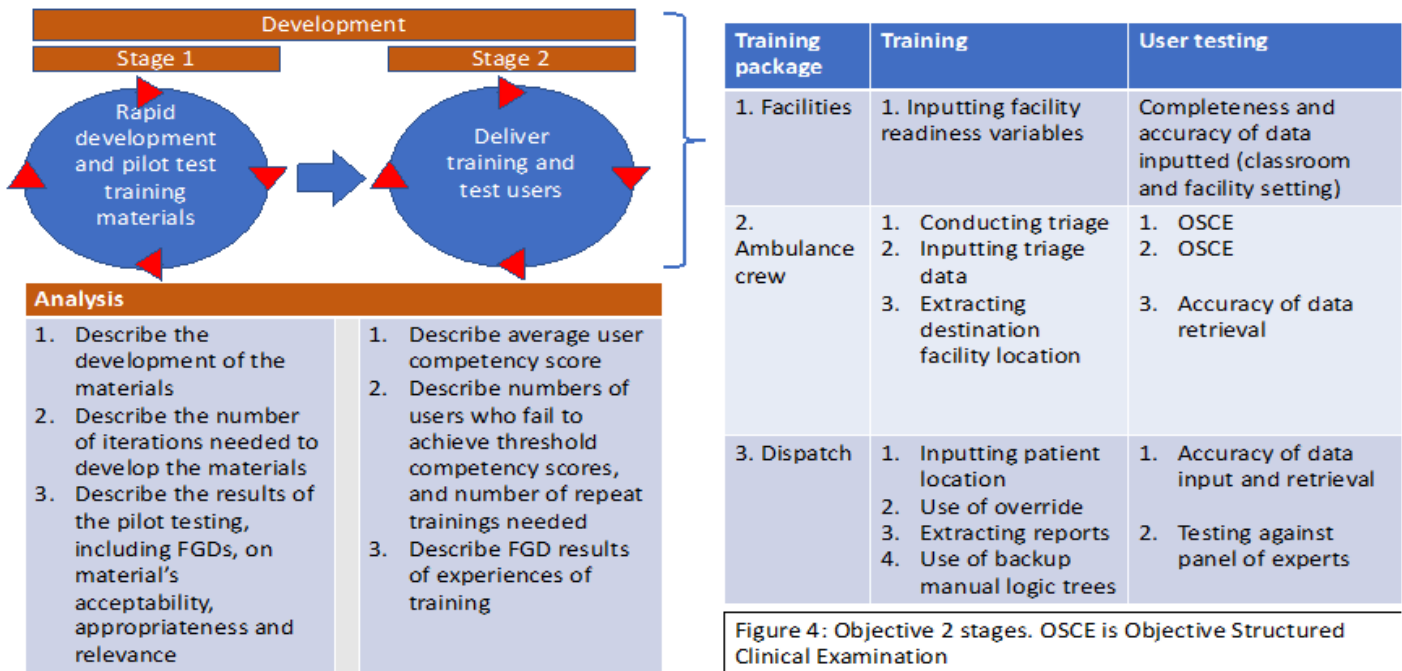 Development
Stage 1
Stage 2
Rapid
development
and pilot test
training
materials
Deliver
training and
test users
Analysis
1. Describe the
development of the
materials
2. Describe the number
of iterations needed to
develop the materials
3. Describe the results of
the pilot testing,
including FGDs, on
material's
acceptability,
appropriateness and
relevance
1. Describe average user
competency score
2. Describe numbers of
users who fail to
achieve threshold
competency scores,
and number of repeat
trainings needed
3. Describe FGD results
of experiences of
training
Training
package
Training
User testing
1. Facilities
1. Inputting facility
readiness variables
Completeness and
accuracy of data
inputted (classroom
and facility setting)
2.
Ambulance
crew
1. Conducting triage
2. Inputting triage
data
3. Extracting
destination
facility location
1. OSCE
2. OSCE
3. Accuracy of data
retrieval
3. Dispatch
1. Inputting patient
location
2. Use of override
3. Extracting reports
4. Use of backup
manual logic trees
1. Accuracy of data
input and retrieval
2. Testing against
panel of experts
Figure 4: Objective 2 stages. OSCE is Objective Structured
Clinical Examination